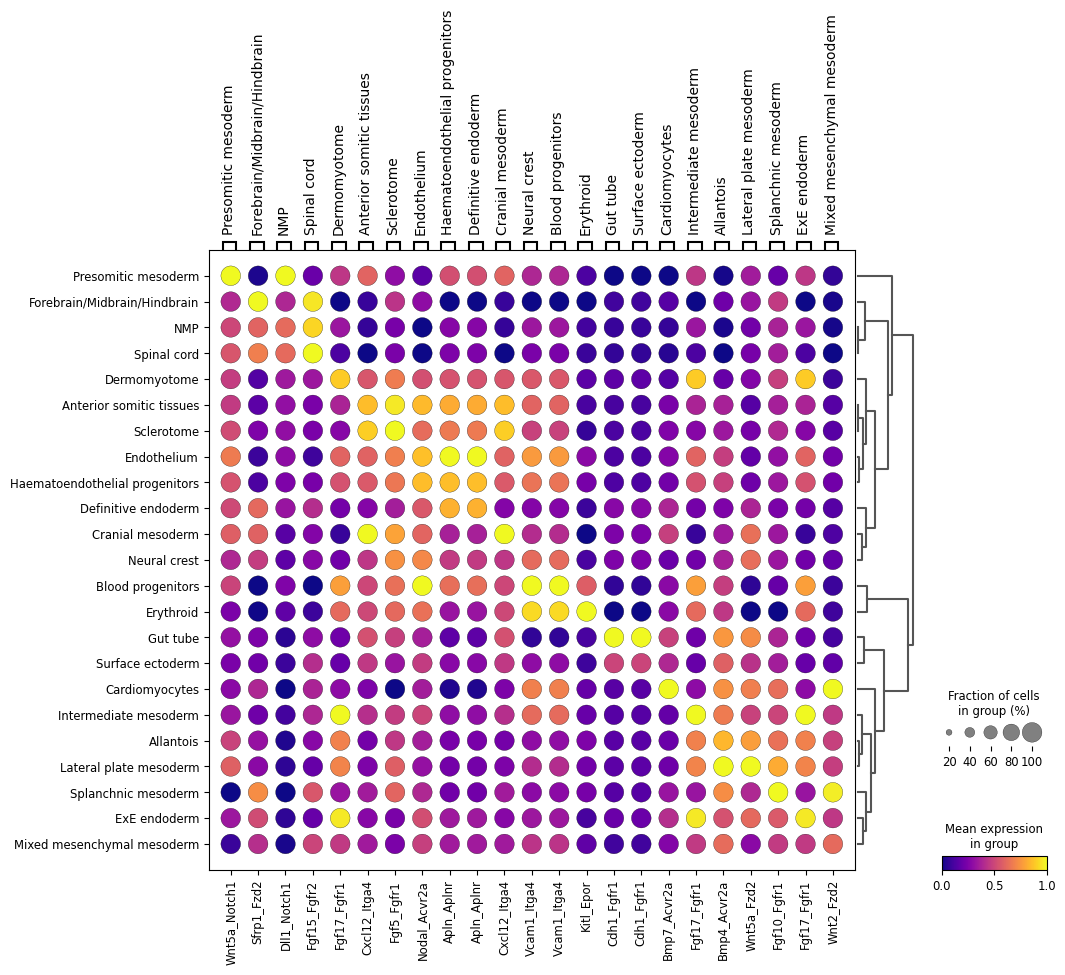 Presomitic mesoderm
Forebrain/Midbrain/Hindbrain
NMP
Spinal cord
Dermomyotome
Anterior somitic tissues
Sclerotome
Endothelium
Haematoendothelial progenitors
Definitive endoderm
Cranial mesoderm
Neural crest
Blood progenitors
Erythroid
Gut tube
Surface ectoderm
Cardiomyocytes
Intermediate mesoderm
Allantois
Lateral plate mesoderm
Splanchnic mesoderm
ExE endoderm
Mixed mesenchymal mesoderm
Presomitic mesoderm
Forebrain/Midbrain/Hindbrain
NMP
Spinal cord
Dermomyotome
Anterior somitic tissues
Sclerotome
Endothelium
Haematoendothelial progenitors
Definitive endoderm
Cranial mesoderm
Neural crest
Blood progenitors
Erythroid
Gut tube
Surface ectoderm
Cardiomyocytes
Intermediate mesoderm
Allantois
Lateral plate mesoderm
Splanchnic mesoderm
ExE endoderm
Mixed mesenchymal mesoderm
Wnt5a_Notch1
Sfrp1_Fzd2
Dll1_Notch1
Fgf15_Fgfr2
Fgf17_Fgfr1
Cxcl12_Itga4
Fgf5_Fgfr1
Nodal_Acvr2a
Apln_Aplnr
Apln_Aplnr
Cxcl12_Itga4
Vcam1_Itga4
Vcam1_Itga4
Kitl_Epor
Cdh1_Fgfr1
Cdh1_Fgfr1
Bmp7_Acvr2a
Fgf17_Fgfr1
Bmp4_Acvr2a
Wnt5a_Fzd2
Fgf10_Fgfr1
Fgf17_Fgfr1
Wnt2_Fzd2
Fraction of cells
in group (%)
20 40 60 80 100
Mean expression
in group
0.0 0.5 1.0